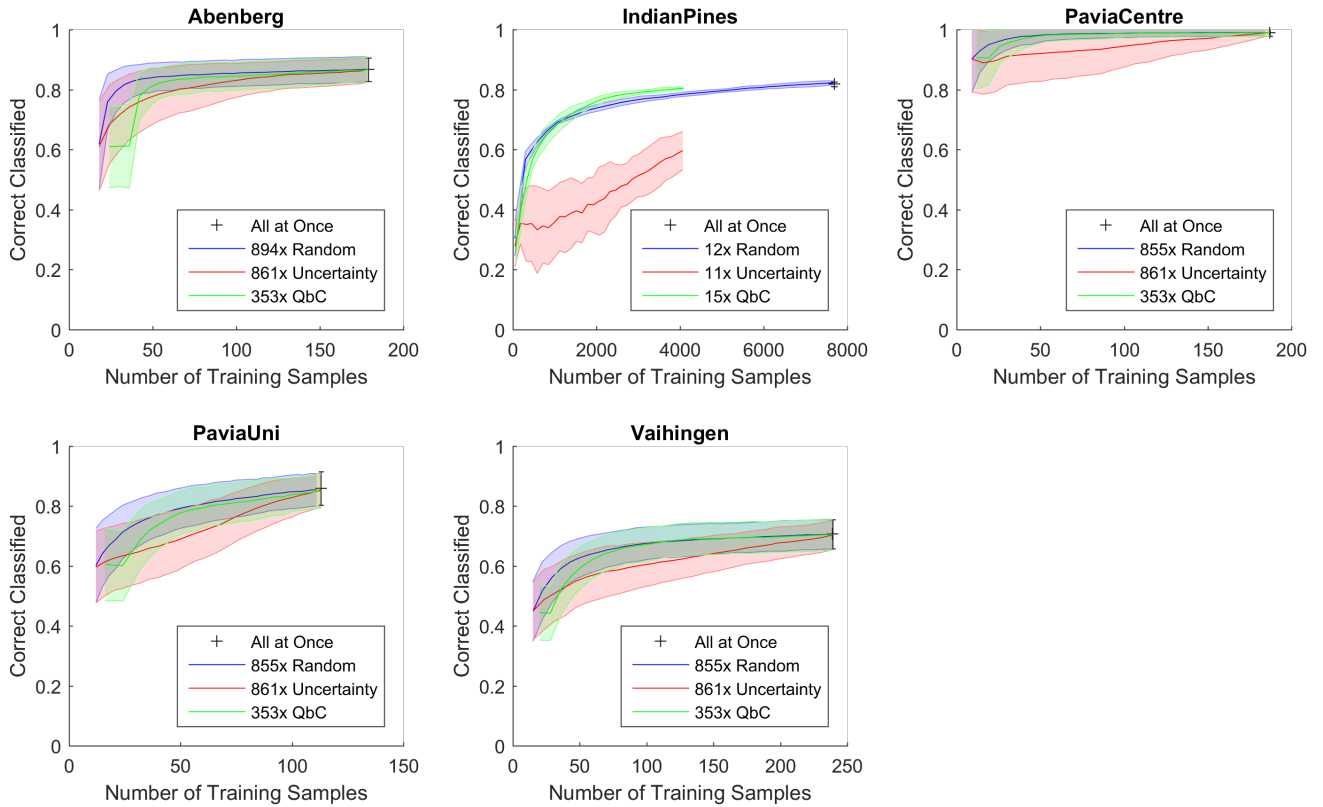 Abenberg
Correct Classified
1
0.8
0.6
0.4
0.2
0
All at Once
894x Random
861x Uncertainty
353x QbC
0 50 100 150 200
Number of Training Samples
IndianPines
Correct Classified
1
0.8
0.6
0.4
0.2
0
All at Once
12x Random
11x Uncertainty
15x QbC
0 2000 4000 6000 8000
Number of Training Samples
PaviaCentre
Correct Classified
1
0.8
0.6
0.4
0.2
0
All at Once
855x Random
861x Uncertainty
353x QbC
0 50 100 150 200
Number of Training Samples
PaviaUni
Correct Classified
1
0.8
0.6
0.4
0.2
0
All at Once
855x Random
861x Uncertainty
353x QbC
0 50 100 150
Number of Training Samples
Vaihingen
Correct Classified
1
0.8
0.6
0.4
0.2
0
All at Once
855x Random
861x Uncertainty
353x QbC
0 50 100 150 200 250
Number of Training Samples